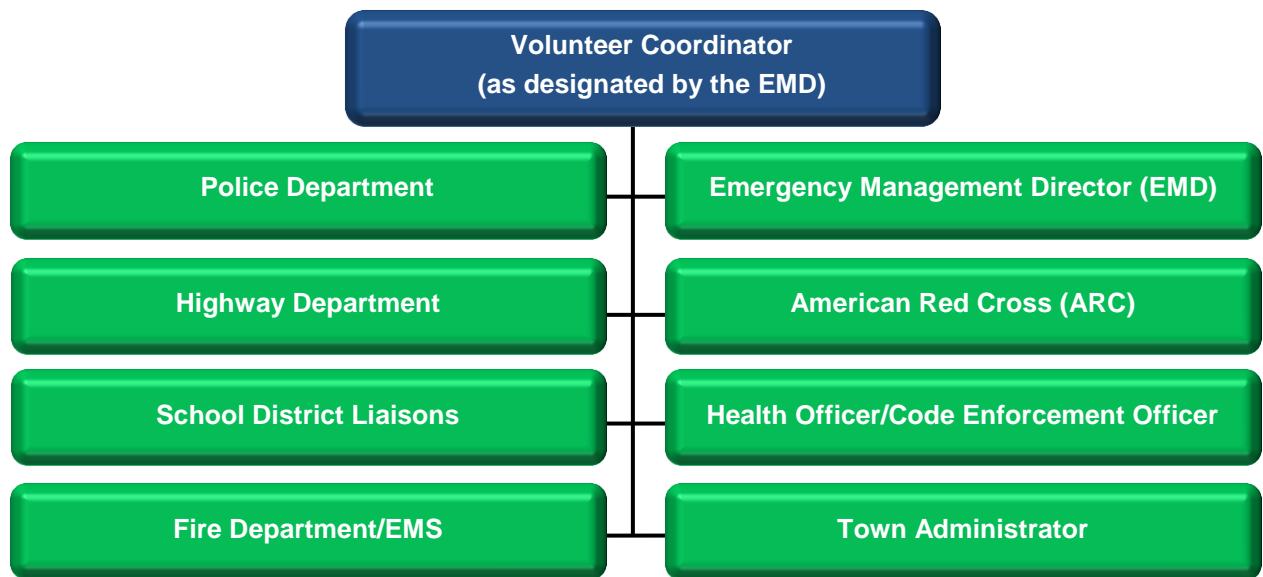 Volunteer Coordinator
(as designated by the EMD)
Police Department
Emergency Management Director (EMD)
Highway Department
American Red Cross (ARC)
School District Liaisons
Health Officer/Code Enforcement Officer
Fire Department/EMS
Town Administrator